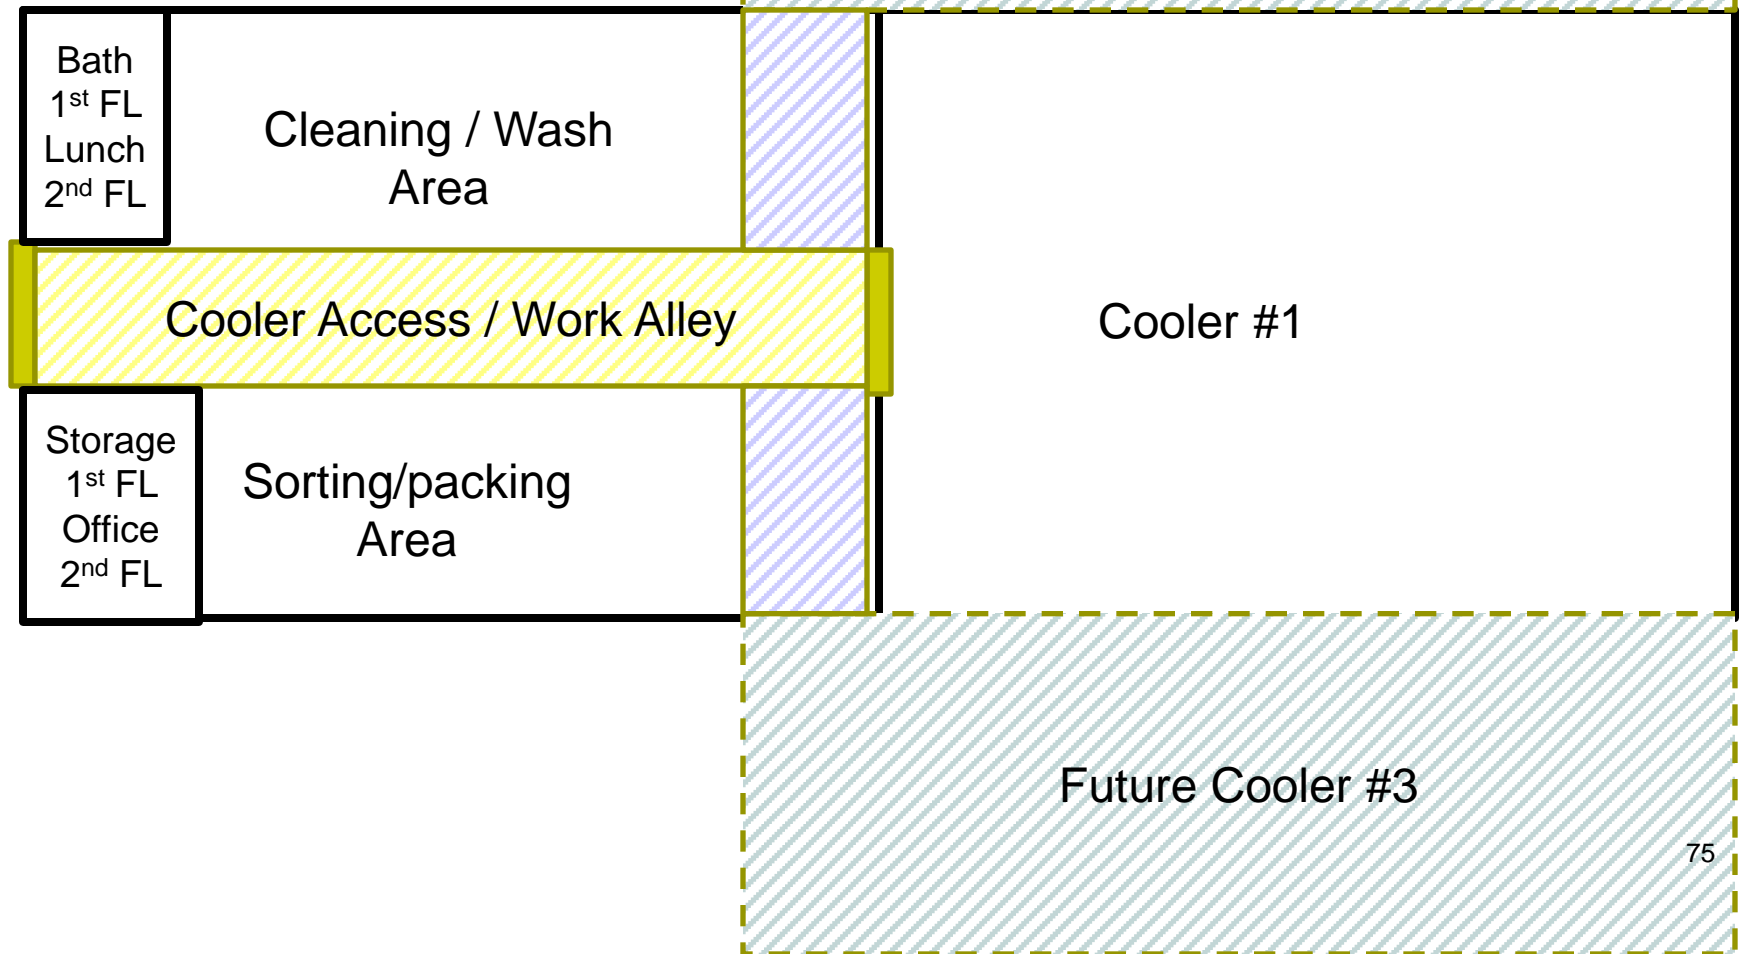 Bath
1st FL
Lunch
2nd FL
Cleaning / Wash
Area
Cooler Access / Work Alley
Cooler #1
Storage
1st FL
Office
2nd FL
Sorting/packing
Area
Future Cooler #3
75